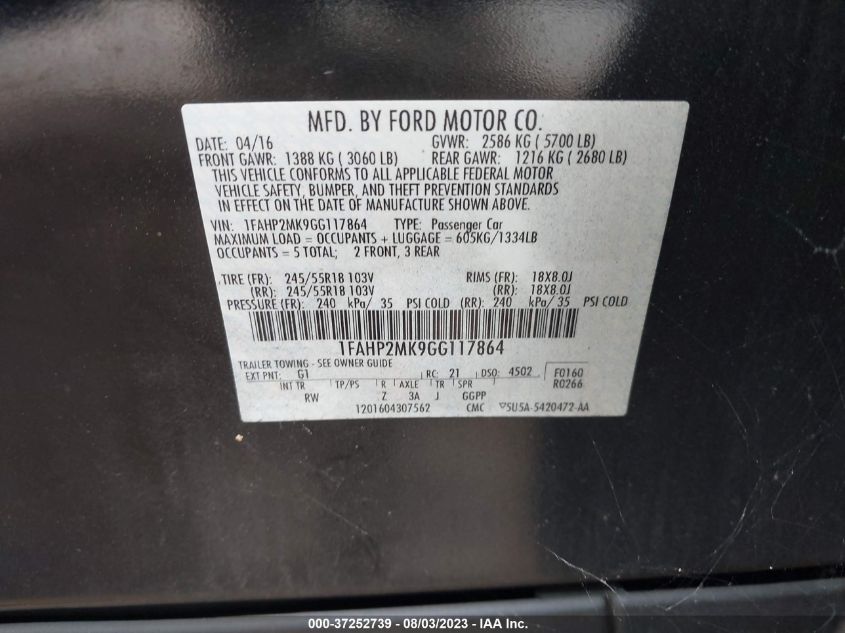 MFD. BY FORD MOTOR CO.
DATE: 04/16 GVWR: 2586 KG ( 5700 LB)
FRONT GAWR: 1388 KG ( 3060 LB) REAR GAWR: 1216 KG ( 2680 LB)
THIS VEHICLE CONFORMS TO ALL APPLICABLE FEDERAL MOTOR
VEHICLE SAFETY, BUMPER, AND THEFT PREVENTION STANDARDS
IN EFFECT ON THE DATE OF MANUFACTURE SHOWN ABOVE.
VIN: 1FAHP2MK9GG117864 TYPE: Passenger Car
MAXIMUM LOAD = OCCUPANTS + LUGGAGE = 605KG/1334LB
OCCUPANTS = 5 TOTAL; 2 FRONT, 3 REAR
TIRE (FR): 245/55R18 103V RIMS (FR): 18X8.0J
(RR): 245/55R18 103V (RR): 18X8.0J
PRESSURE (FR): 240 kPa/ 35 PSI COLD (RR): 240 kPa/ 35 PSI COLD
1FAHP2MK9GG117864
TRAILER TOWING - SEE OWNER GUIDE
EXT PNT: G1 RC: 21 DSO: 4502 F0160
INT TR TP/PS R AXLE TR SPR R0266
RW Z 3A J GGPP
1201604307562 CMC 5U5A-5420472-AA
000-37252739 - 08/03/2023 - IAA Inc.